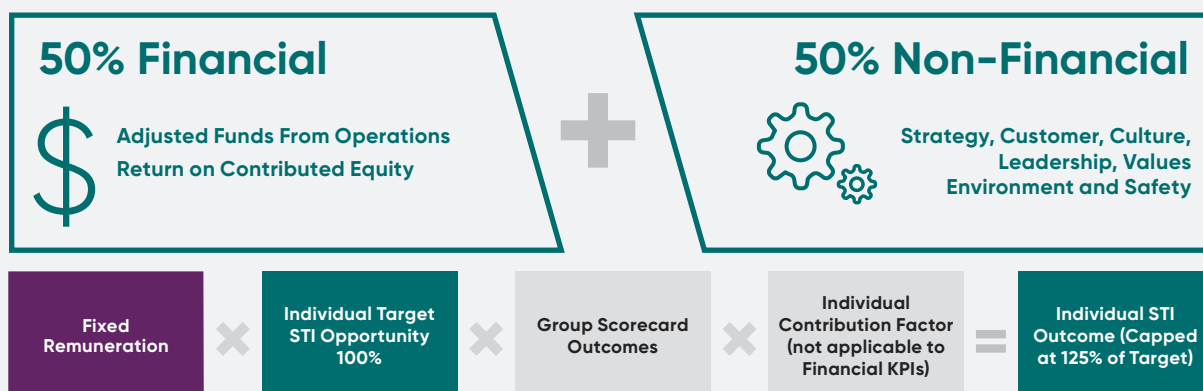 50% Financial
$
Adjusted Funds From Operations
Return on Contributed Equity
50% Non-Financial
Strategy, Customer, Culture,
Leadership, Values
Environment and Safety
Fixed
Remuneration
Individual Target
STI Opportunity
100%
Group Scorecard
Outcomes
Individual
Contribution Factor
(not applicable to
Financial KPIs)
Individual STI
Outcome (Capped
at 125% of Target)